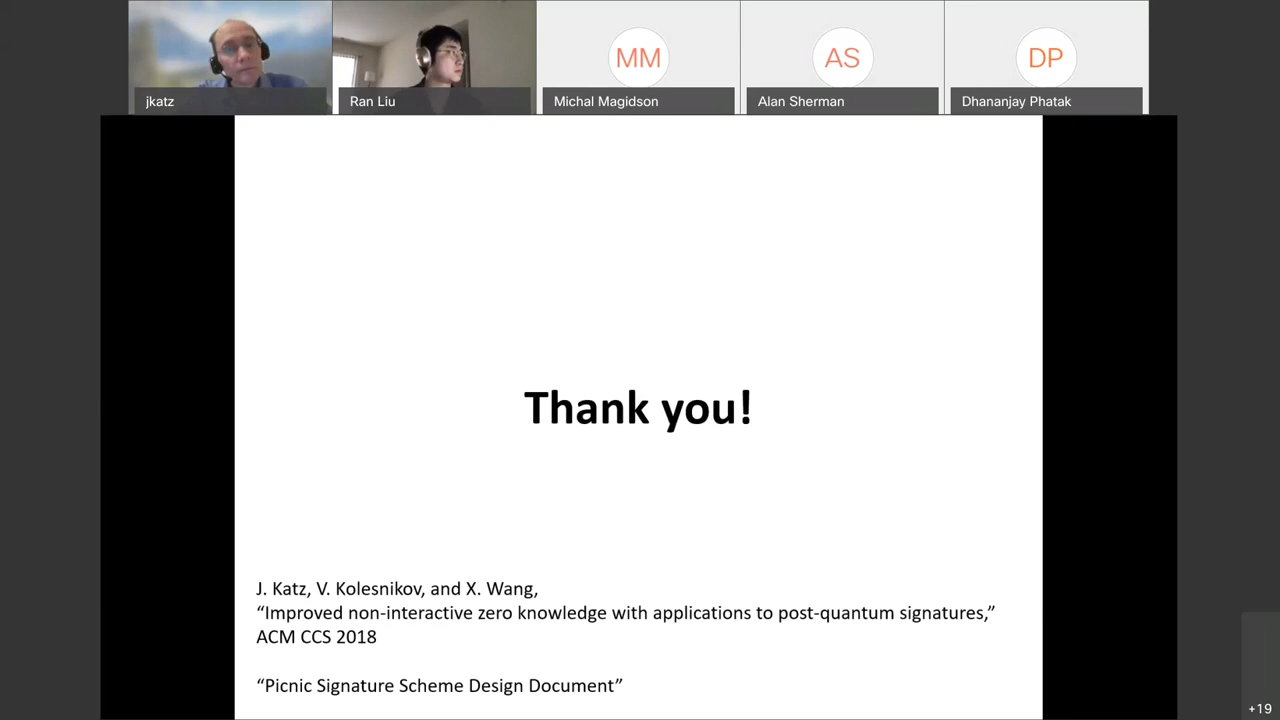 MM
AS
DP
jkatz
Ran Liu
Michal Magidson
Alan Sherman
Dhananjay Phatak
Thank you!
J. Katz, V. Kolesnikov, and X. Wang,
“Improved non-interactive zero knowledge with applications to post-quantum signatures,”
ACM CCS 2018
“Picnic Signature Scheme Design Document”
+19